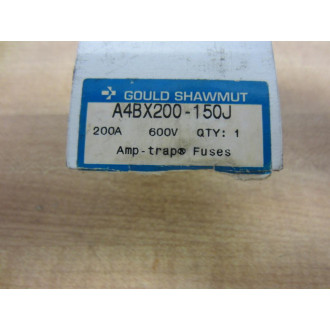 GOULD SHAWMUT
A4BX200-150J
200A 600V QTY: 1
Amp-trap® Fuses